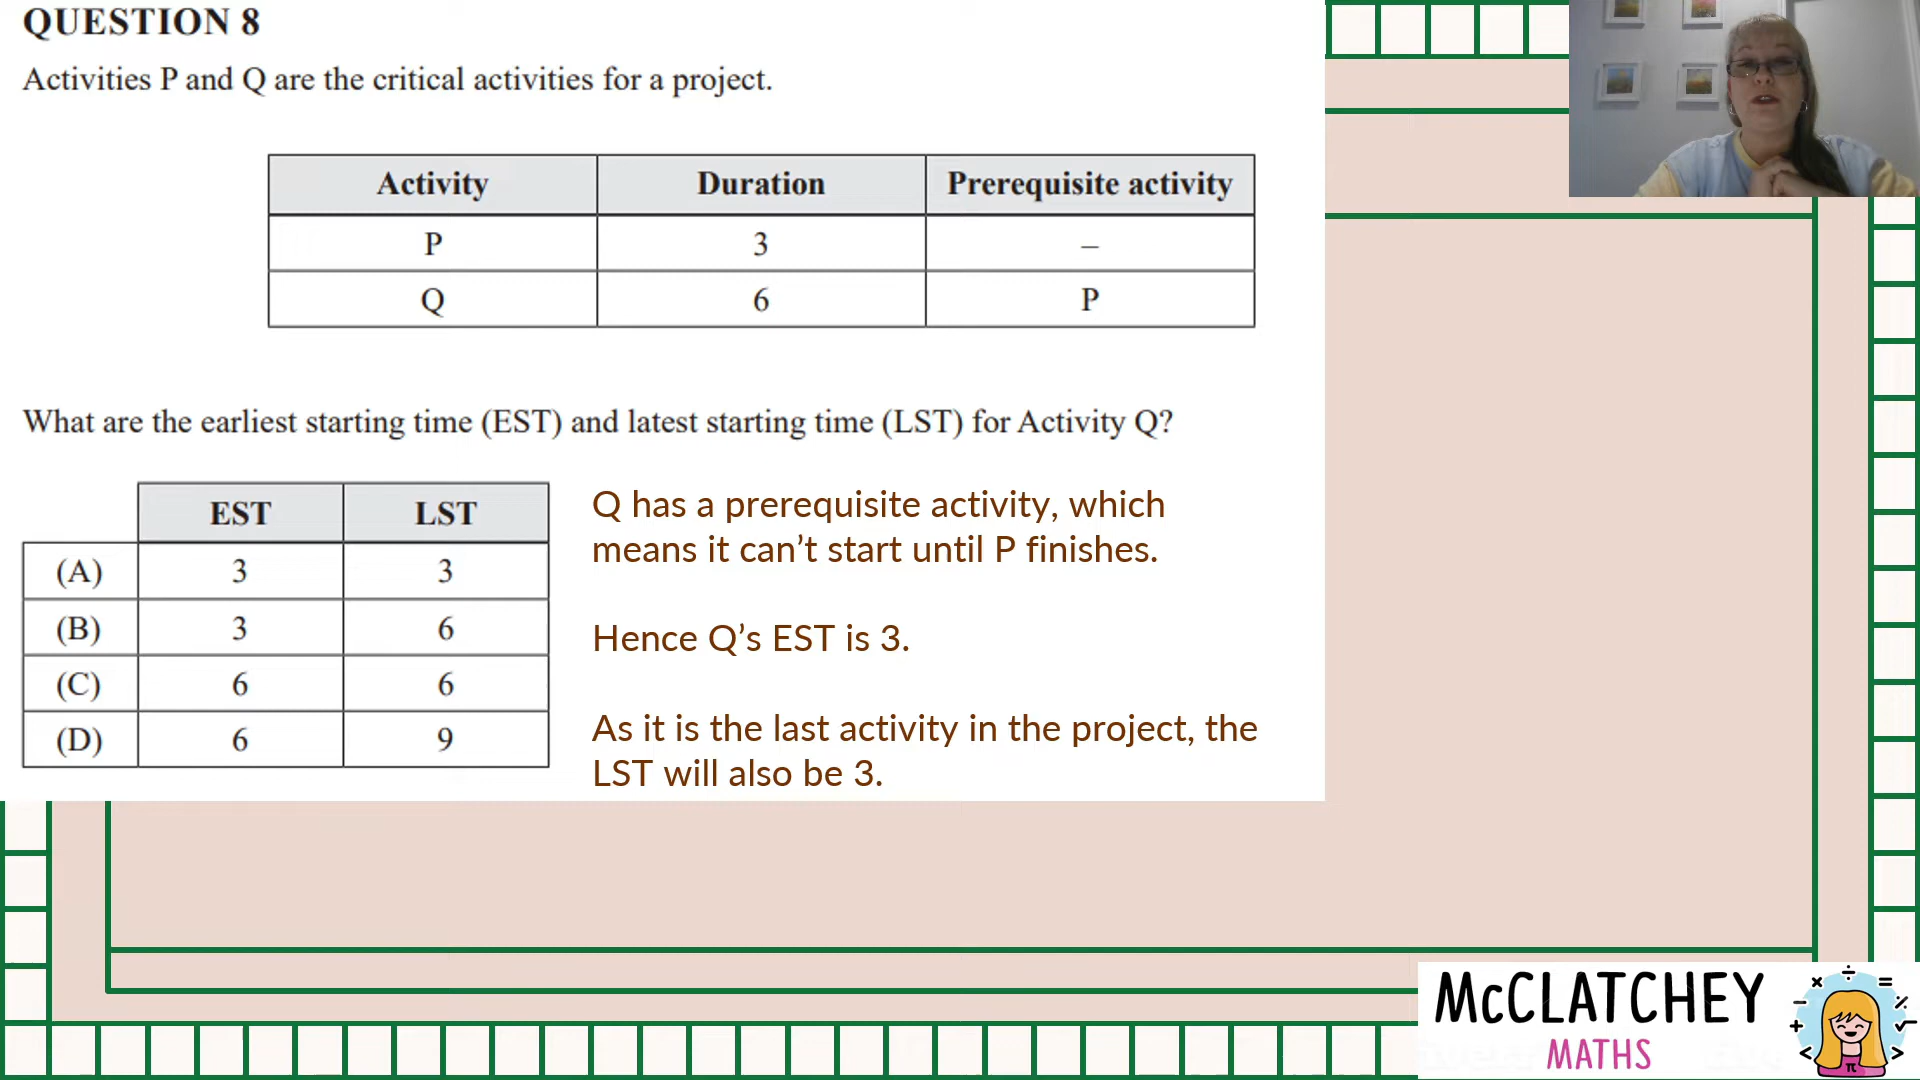 QUESTION 8
Activities P and Q are the critical activities for a project.
Activity Duration Prerequisite activity
P 3 –
Q 6 P
What are the earliest starting time (EST) and latest starting time (LST) for Activity Q?
EST LST
(A) 3 3
(B) 3 6
(C) 6 6
(D) 6 9
Q has a prerequisite activity, which
means it can’t start until P finishes.
Hence Q’s EST is 3.
As it is the last activity in the project, the
LST will also be 3.
McCLATCHEY
MATHS